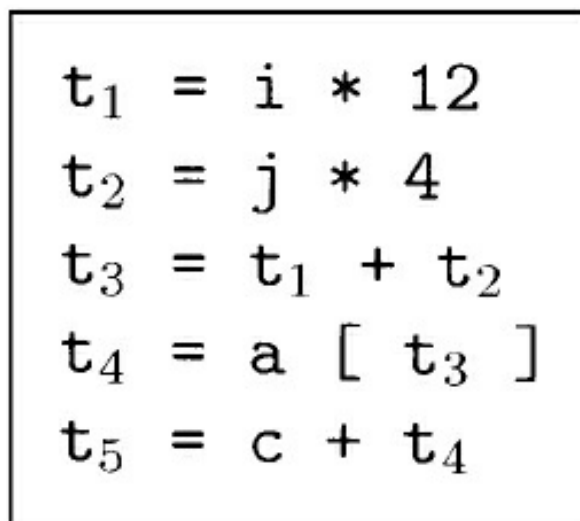 t₁ = i * 12
t₂ = j * 4
t₃ = t₁ + t₂
t₄ = a [ t₃ ]
t₅ = c + t₄